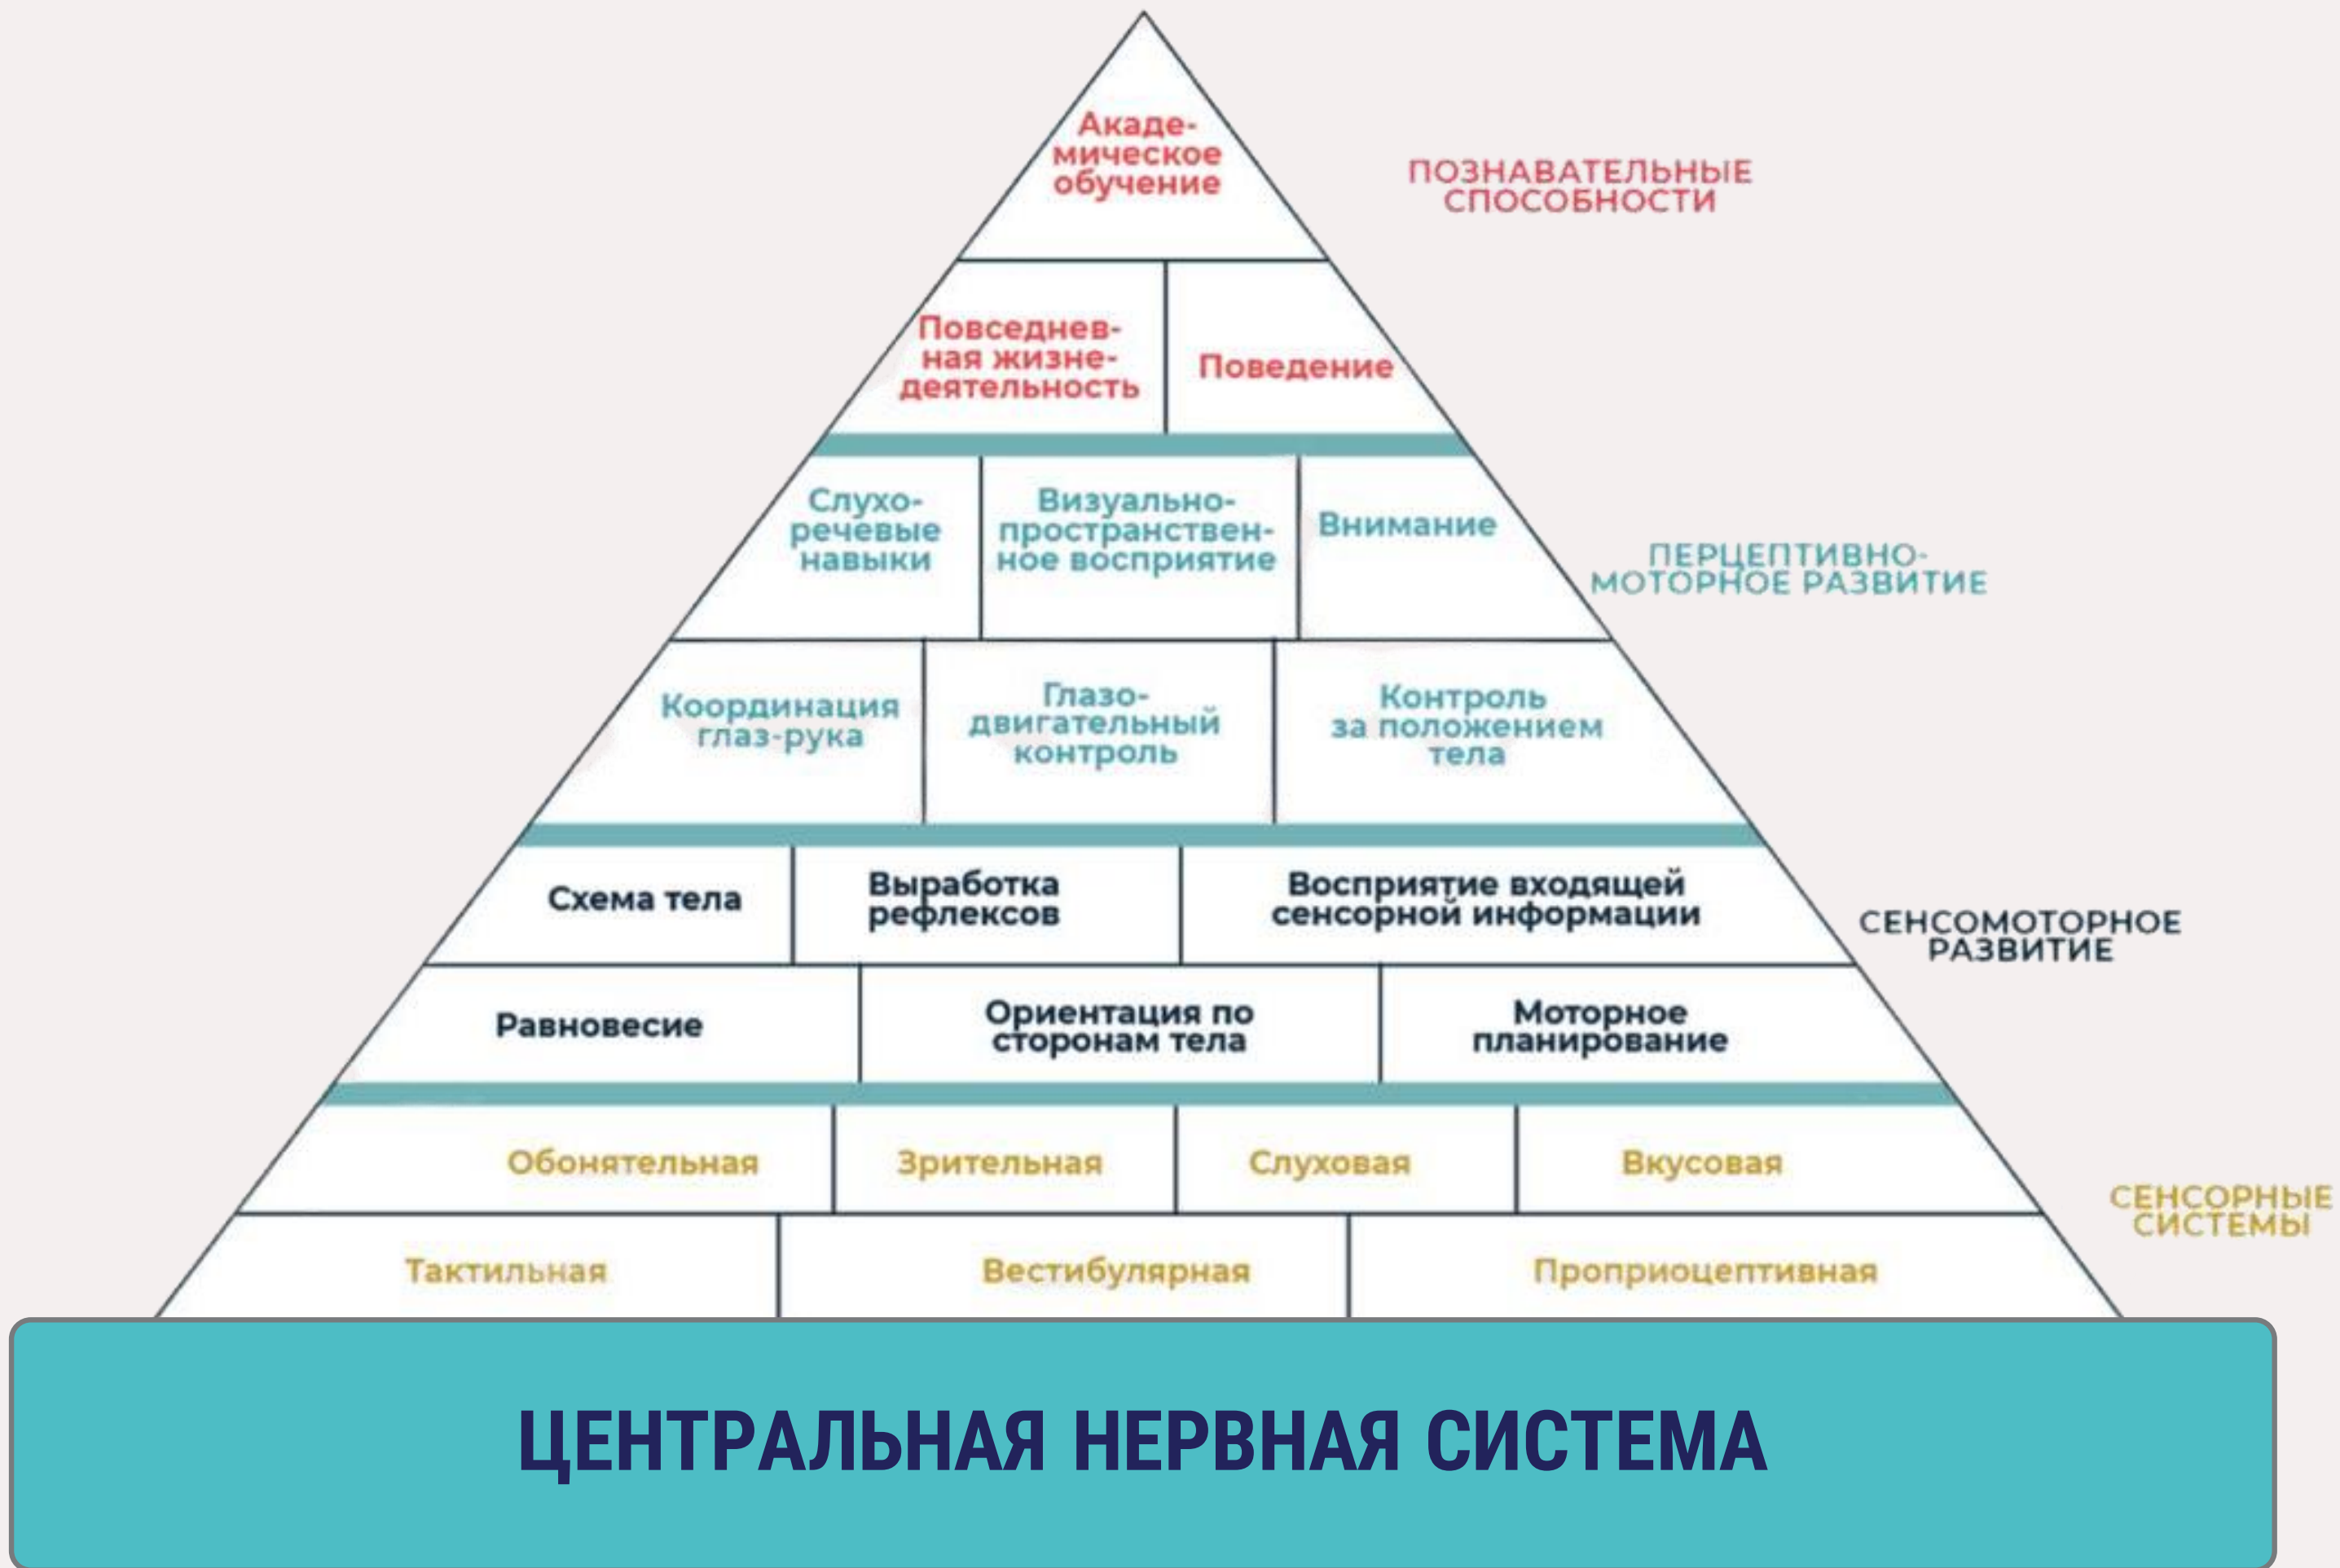 Акаде-
мическое
обучение
ПОЗНАВАТЕЛЬНЫЕ
СПОСОБНОСТИ
Повседнев-
ная жизне-
деятельность
Поведение
Слухо-
речевые
навыки
Визуально-
пространствен-
ное восприятие
Внимание
ПЕРЦЕПТИВНО-
МОТОРНОЕ РАЗВИТИЕ
Координация
глаз-рука
Глазо-
двигательный
контроль
Контроль
за положением
тела
Схема тела
Выработка
рефлексов
Восприятие входящей
сенсорной информации
СЕНСОМОТОРНОЕ
РАЗВИТИЕ
Равновесие
Ориентация по
сторонам тела
Моторное
планирование
Обонятельная
Зрительная
Слуховая
Вкусовая
СЕНСОРНЫЕ
СИСТЕМЫ
Тактильная
Вестибулярная
Проприоцептивная
ЦЕНТРАЛЬНАЯ НЕРВНАЯ СИСТЕМА